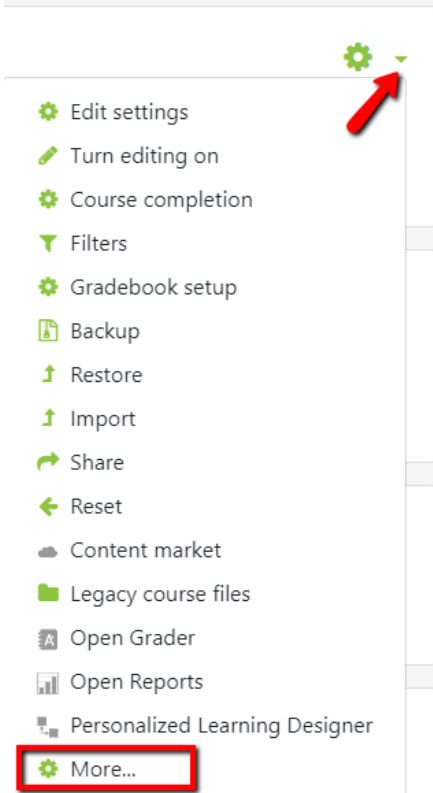 Edit settings
Turn editing on
Course completion
Filters
Gradebook setup
Backup
Restore
Import
Share
Reset
Content market
Legacy course files
Open Grader
Open Reports
Personalized Learning Designer
More...